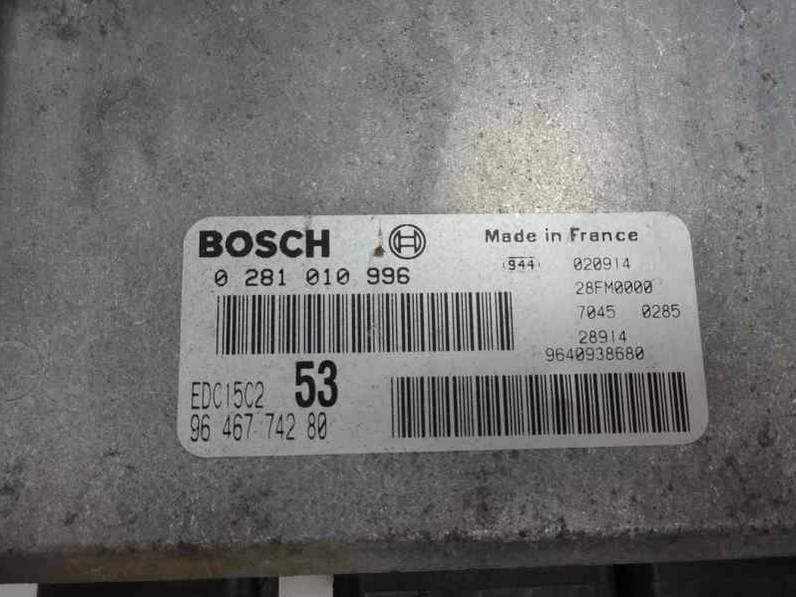 BOSCH
Made in France
0 281 010 996
944
020914
28FM0000
7045 0285
28914
9640938680
EDC15C2 53
96 467 742 80